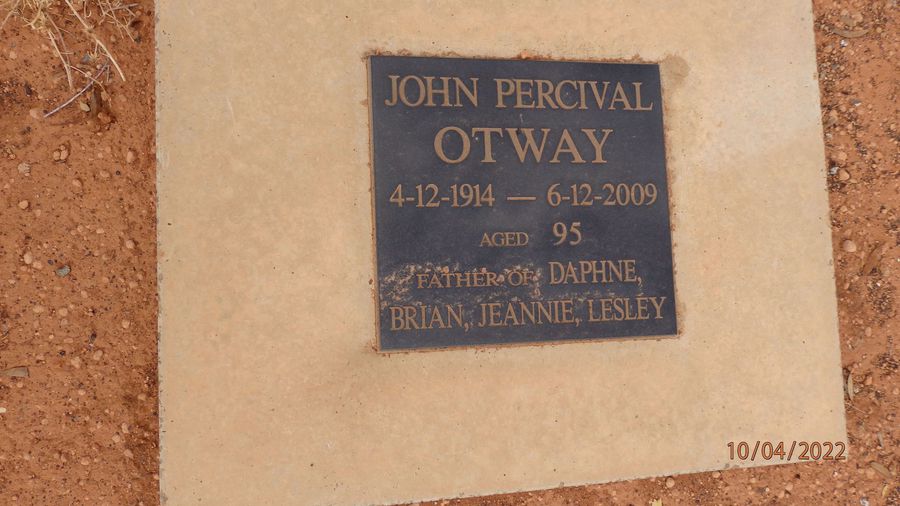 JOHN PERCIVAL
OTWAY
4-12-1914 — 6-12-2009
AGED 95
FATHER OF DAPHNE,
BRIAN, JEANNIE, LESLEY
10/04/2022